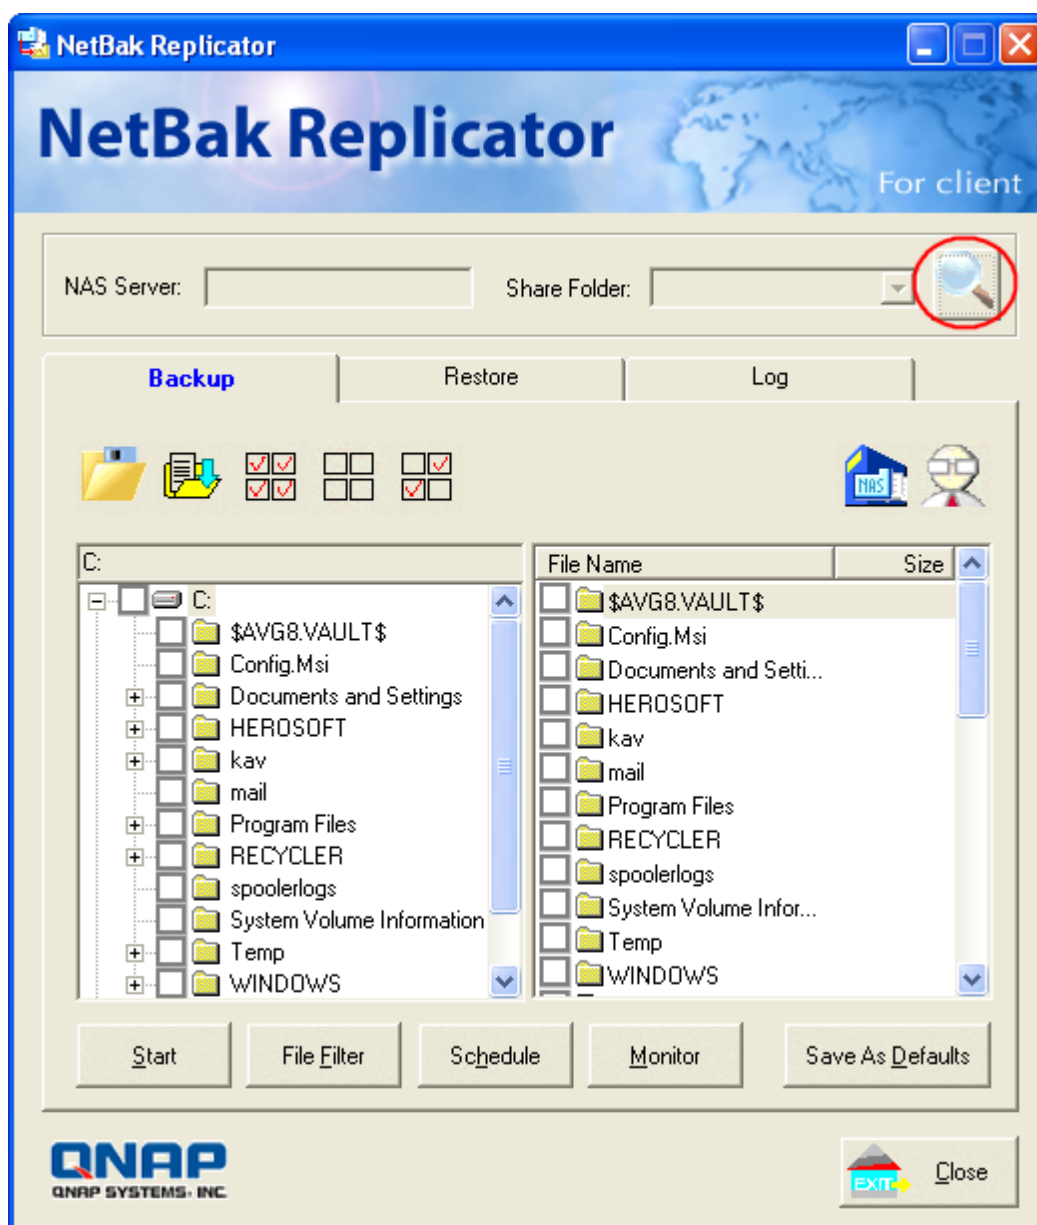 NetBak Replicator
NetBak Replicator
For client
NAS Server:
Share Folder:
Backup
Restore
Log
NAS
C:
C:
$AVG8.VAULT$
Config.Msi
Documents and Settings
HEROSOFT
kav
mail
Program Files
RECYCLER
spoolerlogs
System Volume Information
Temp
WINDOWS
File Name Size
$AVG8.VAULT$
Config.Msi
Documents and Setti...
HEROSOFT
kav
mail
Program Files
RECYCLER
spoolerlogs
System Volume Infor...
Temp
WINDOWS
Start
File Filter
Schedule
Monitor
Save As Defaults
QNAP
QNAP SYSTEMS, INC.
EXIT
Close